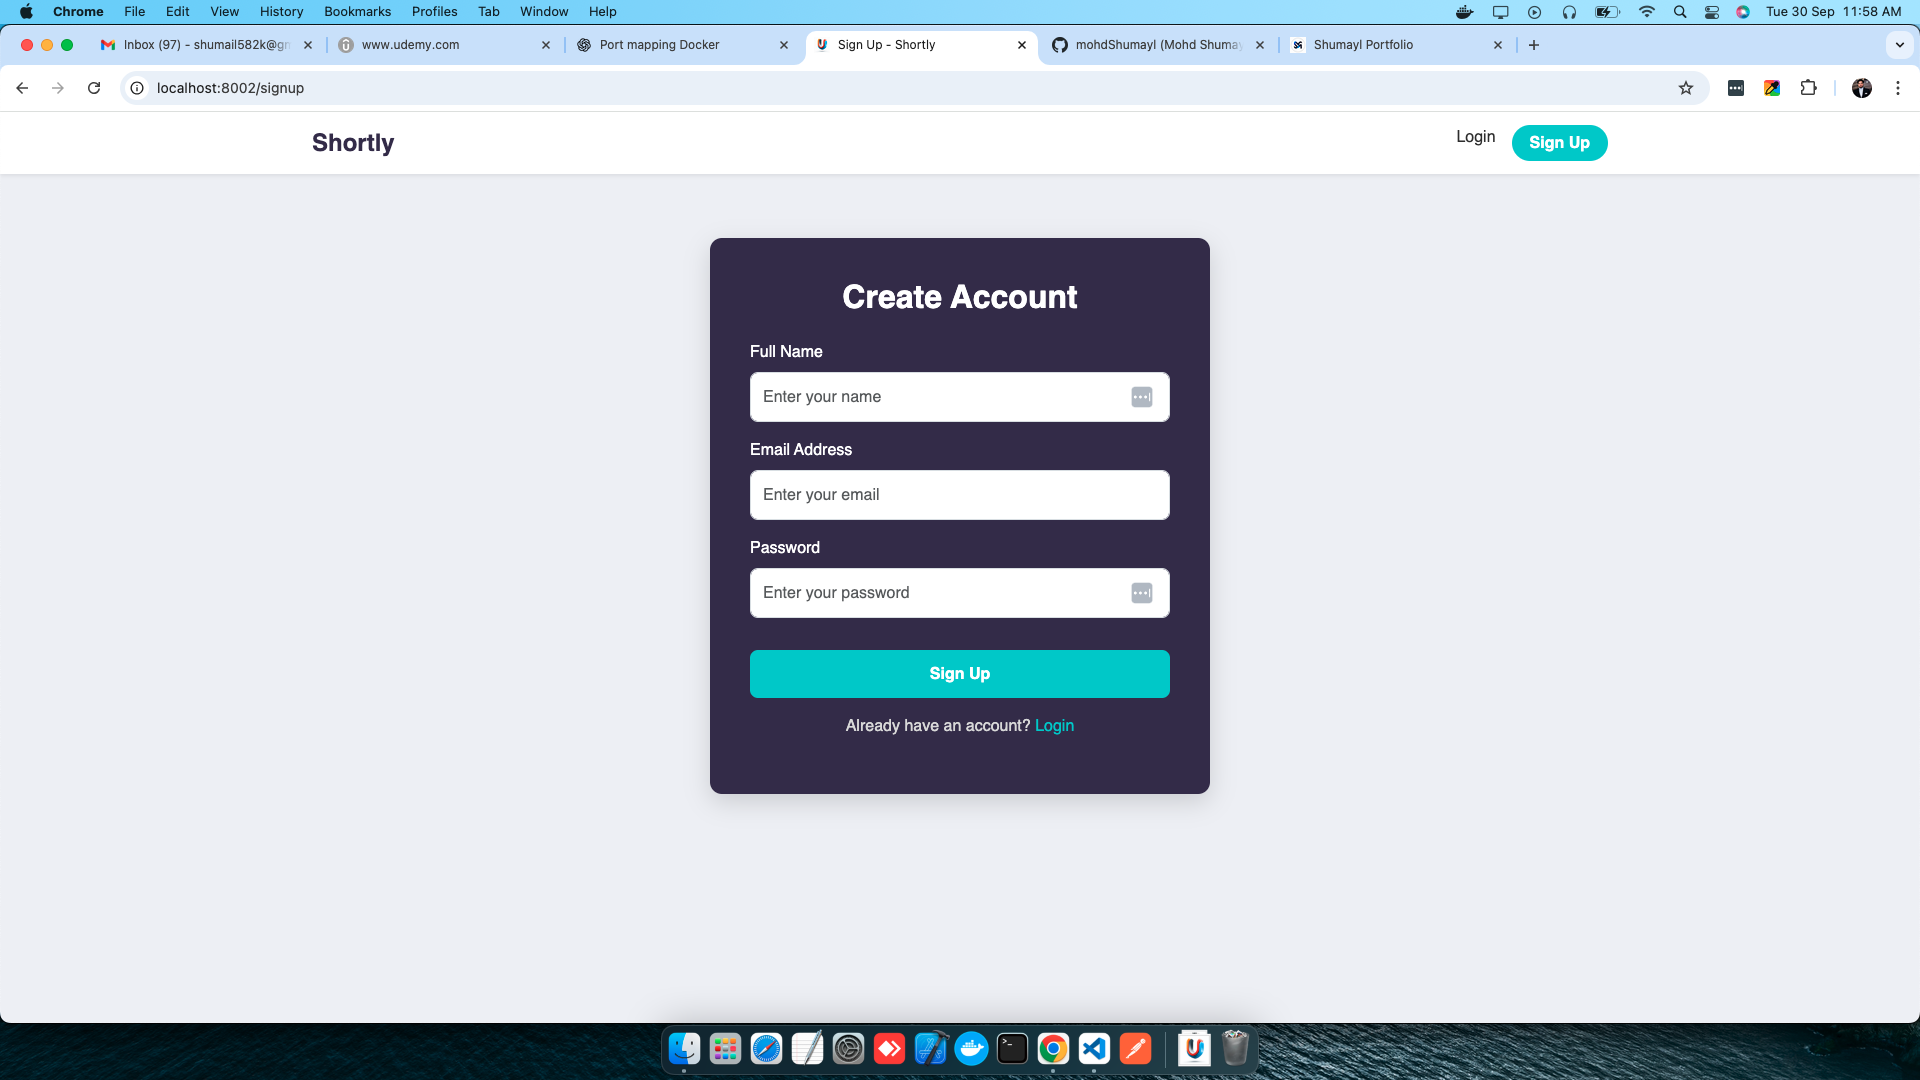 Chrome File Edit View History Bookmarks Profiles Tab Window Help Tue 30 Sep 11:58 AM
Inbox (97) - shumail582k@gn www.udemy.com Port mapping Docker Sign Up - Shortly mohdShumayl (Mohd Shumay Shumayl Portfolio
localhost:8002/signup
Shortly Login Sign Up
Create Account
Full Name
Enter your name
Email Address
Enter your email
Password
Enter your password
Sign Up
Already have an account? Login